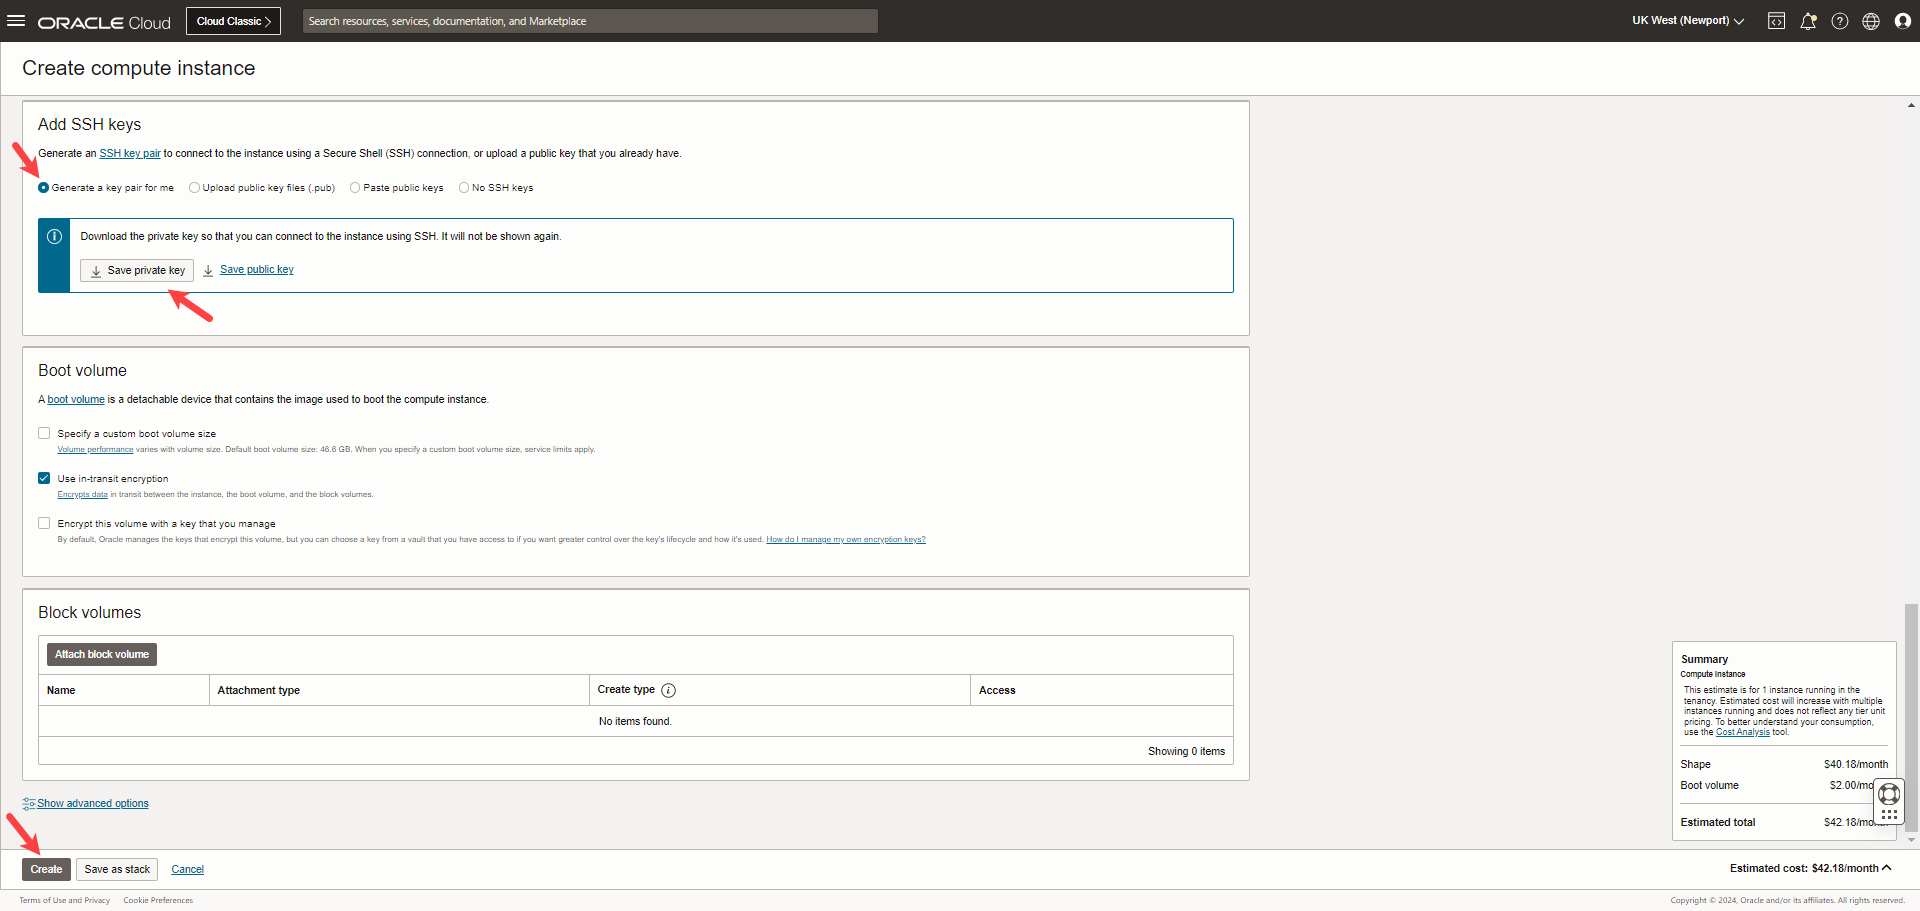 ORACLE Cloud
Cloud Classic
Search resources, services, documentation, and Marketplace
UK West (Newport)
Create compute instance
Add SSH keys
Generate an SSH key pair to connect to the instance using a Secure Shell (SSH) connection, or upload a public key that you already have.
Generate a key pair for me
Upload public key files (.pub)
Paste public keys
No SSH keys
Download the private key so that you can connect to the instance using SSH. It will not be shown again.
Save private key
Save public key
Boot volume
A boot volume is a detachable device that contains the image used to boot the compute instance.
Specify a custom boot volume size
Volume performance varies with volume size. Default boot volume size: 46.6 GB. When you specify a custom boot volume size, service limits apply.
Use in-transit encryption
Encrypts data in transit between the instance, the boot volume, and the block volumes.
Encrypt this volume with a key that you manage
By default, Oracle manages the keys that encrypt this volume, but you can choose a key from a vault that you have access to if you want greater control over the key's lifecycle and how it's used. How do I manage my own encryption keys?
Block volumes
Attach block volume
Name
Attachment type
Create type
Access
No items found.
Showing 0 items
Show advanced options
Summary
Compute Instance
This estimate is for 1 instance running in the
tenancy. Estimated cost will increase with multiple
instances running and does not reflect any tier unit
pricing. To better understand your consumption,
use the Cost Analysis tool.
Shape $40.18/month
Boot volume $2.00/mo
Estimated total $42.18/mo
Create
Save as stack
Cancel
Estimated cost: $42.18/month
Terms of Use and Privacy
Cookie Preferences
Copyright © 2024, Oracle and/or its affiliates. All rights reserved.